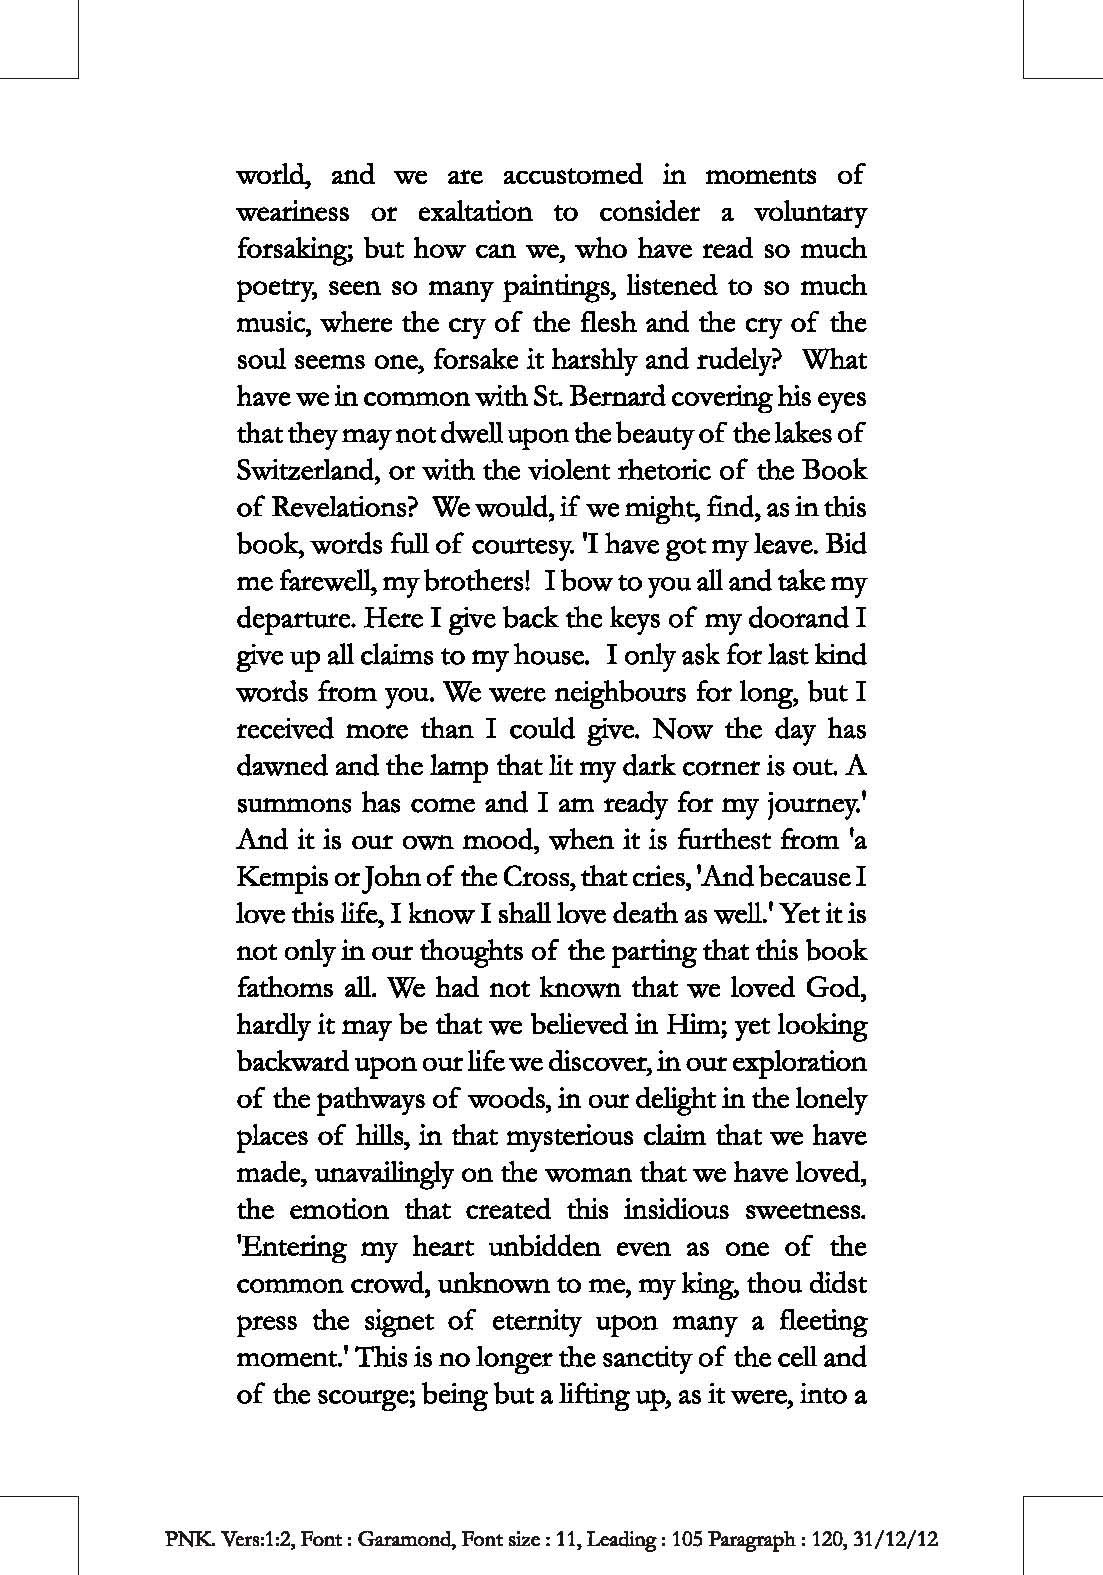 world, and we are accustomed in moments of
weariness or exaltation to consider a voluntary
forsaking; but how can we, who have read so much
poetry, seen so many paintings, listened to so much
music, where the cry of the flesh and the cry of the
soul seems one, forsake it harshly and rudely? What
have we in common with St. Bernard covering his eyes
that they may not dwell upon the beauty of the lakes of
Switzerland, or with the violent rhetoric of the Book
of Revelations? We would, if we might, find, as in this
book, words full of courtesy. 'I have got my leave. Bid
me farewell, my brothers! I bow to you all and take my
departure. Here I give back the keys of my doorand I
give up all claims to my house. I only ask for last kind
words from you. We were neighbours for long, but I
received more than I could give. Now the day has
dawned and the lamp that lit my dark corner is out. A
summons has come and I am ready for my journey.'
And it is our own mood, when it is furthest from 'a
Kempis or John of the Cross, that cries, 'And because I
love this life, I know I shall love death as well.' Yet it is
not only in our thoughts of the parting that this book
fathoms all. We had not known that we loved God,
hardly it may be that we believed in Him; yet looking
backward upon our life we discover, in our exploration
of the pathways of woods, in our delight in the lonely
places of hills, in that mysterious claim that we have
made, unavailingly on the woman that we have loved,
the emotion that created this insidious sweetness.
'Entering my heart unbidden even as one of the
common crowd, unknown to me, my king, thou didst
press the signet of eternity upon many a fleeting
moment.' This is no longer the sanctity of the cell and
of the scourge; being but a lifting up, as it were, into a
PNK. Vers:1:2, Font : Garamond, Font size : 11, Leading : 105 Paragraph : 120, 31/12/12